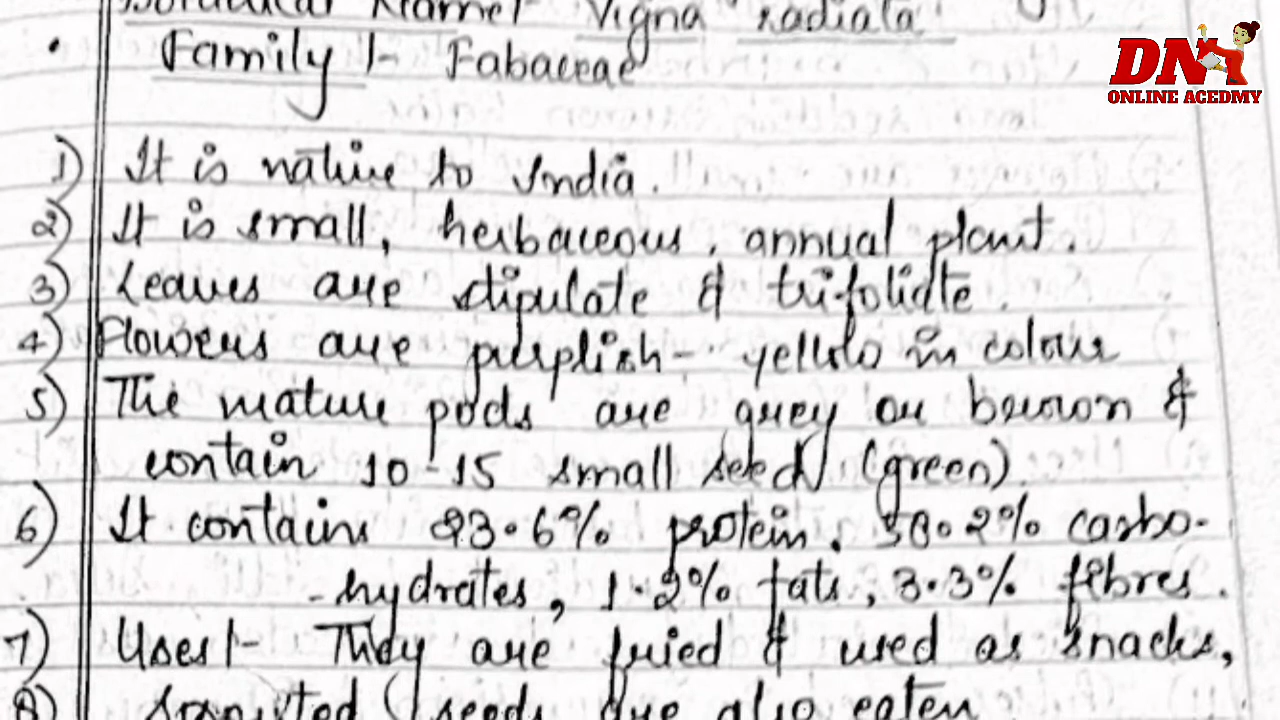 Botanical Name:- Vigna radiata
• Family :- Fabaceae
DN
ONLINE ACEDMY
1) It is native to India.
2) It is small, herbaceous, annual plant.
3) Leaves are stipulate & trifoliate.
4) Flowers are purplish- yellow in colour
5) The mature pods are grey or brown &
contain 10-15 small seed (green)
6) It contains 23.6% protein, 58.2% carbo-
-hydrates, 1.2% fats, 3.3% fibres.
7) Uses:- They are fried & used as snacks,
8) sprouted seeds are also eaten